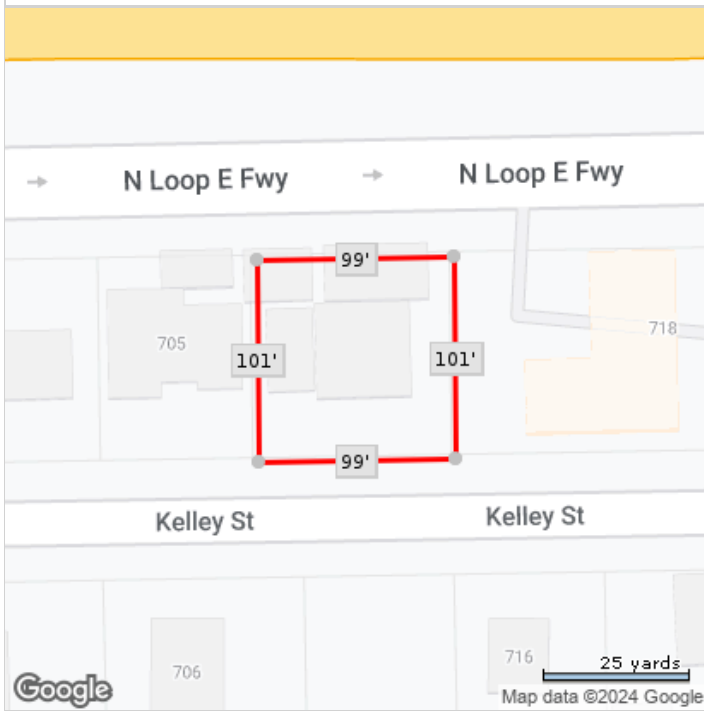 N Loop E Fwy
N Loop E Fwy
99'
718
705
101'
101'
99'
Kelley St
Kelley St
706
716
25 yards
Google
Map data ©2024 Google